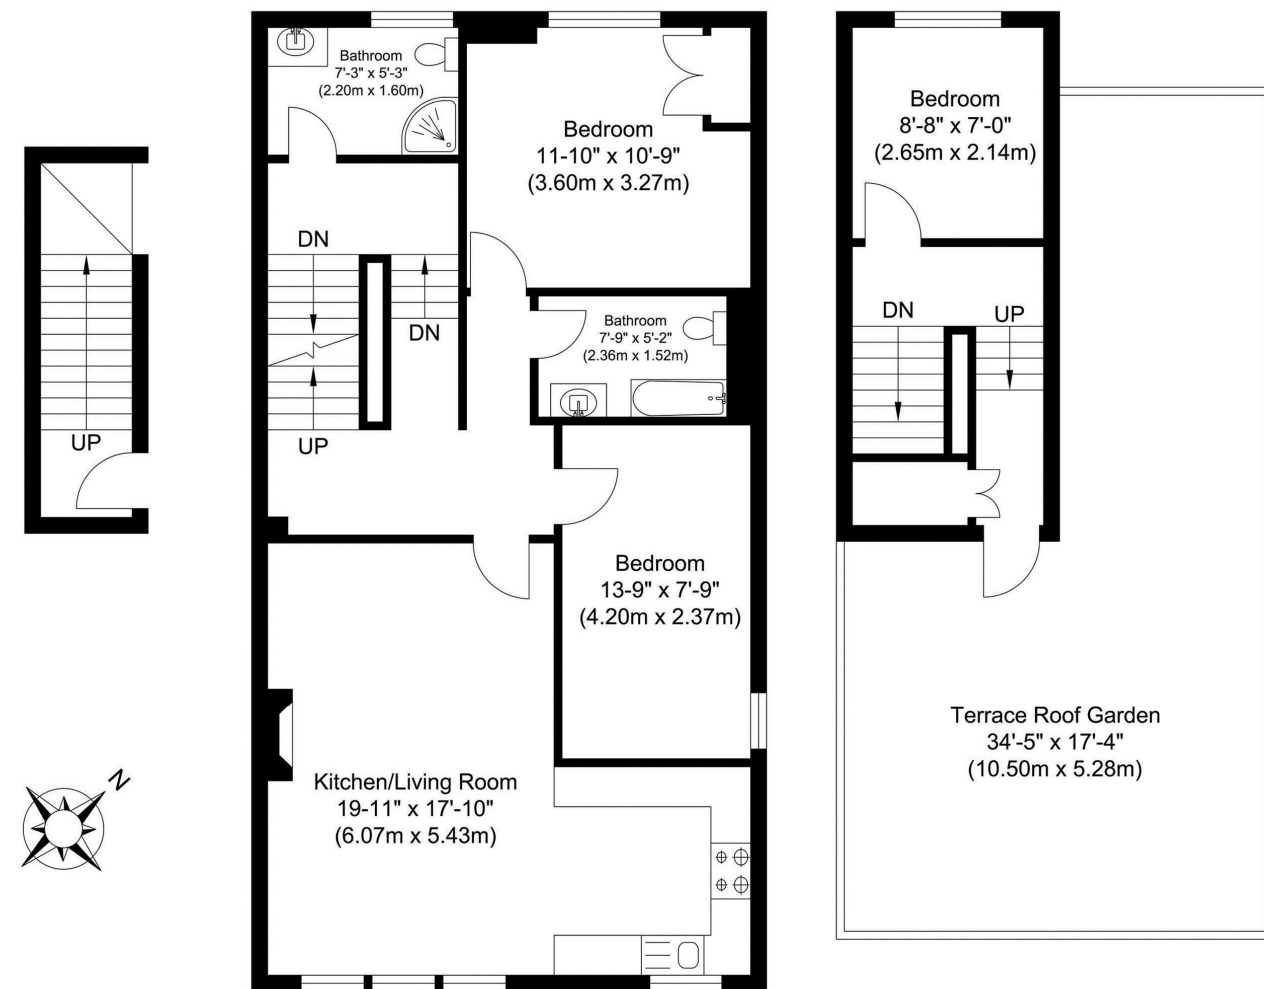 UP
N
Bathroom
7'-3" x 5'-3"
(2.20m x 1.60m)
Bedroom
11-10" x 10'-9"
(3.60m x 3.27m)
DN
DN
UP
Bathroom
7'-9" x 5'-2"
(2.36m x 1.52m)
Bedroom
13-9" x 7'-9"
(4.20m x 2.37m)
Kitchen/Living Room
19-11" x 17'-10"
(6.07m x 5.43m)
Bedroom
8'-8" x 7'-0"
(2.65m x 2.14m)
DN
UP
Terrace Roof Garden
34'-5" x 17'-4"
(10.50m x 5.28m)